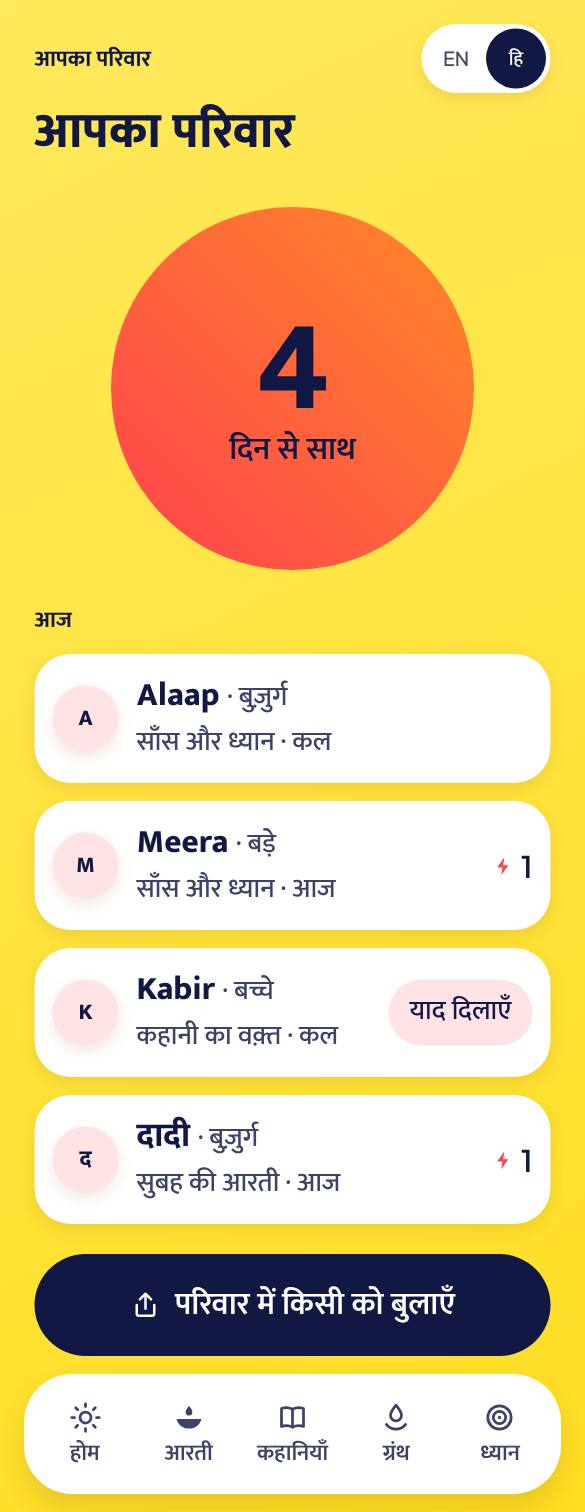 आपका परिवार
EN हि
आपका परिवार
4
दिन से साथ
आज
A
Alaap · बुज़ुर्ग
साँस और ध्यान · कल
M
Meera · बड़े
साँस और ध्यान · आज
1
K
Kabir · बच्चे
कहानी का वक़्त · कल
याद दिलाएँ
द
दादी · बुज़ुर्ग
सुबह की आरती · आज
1
परिवार में किसी को बुलाएँ
होम आरती कहानियाँ ग्रंथ ध्यान